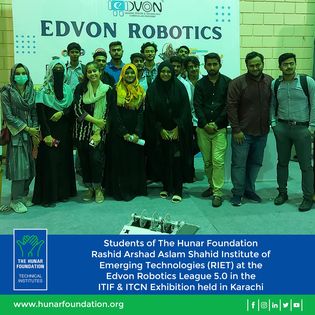 EDVON
EDVON ROBOTICS
Students of The Hunar Foundation
Rashid Arshad Aslam Shahid Institute of
Emerging Technologies (RIET) at the
Edvon Robotics League 5.0 in the
ITIF & ITCN Exhibition held in Karachi
THE HUNAR
FOUNDATION
TECHNICAL
INSTITUTES
www.hunarfoundation.org